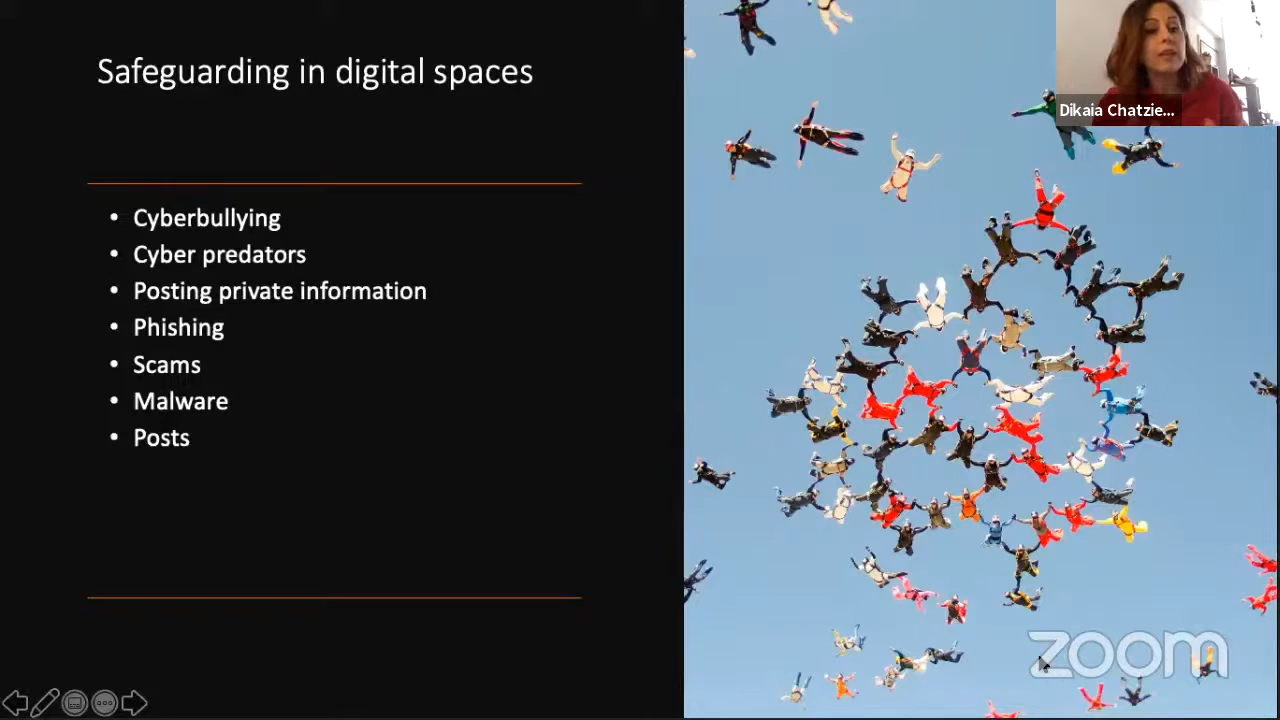 Safeguarding in digital spaces
Dikaia Chatzie...
• Cyberbullying
• Cyber predators
• Posting private information
• Phishing
• Scams
• Malware
• Posts
zoom